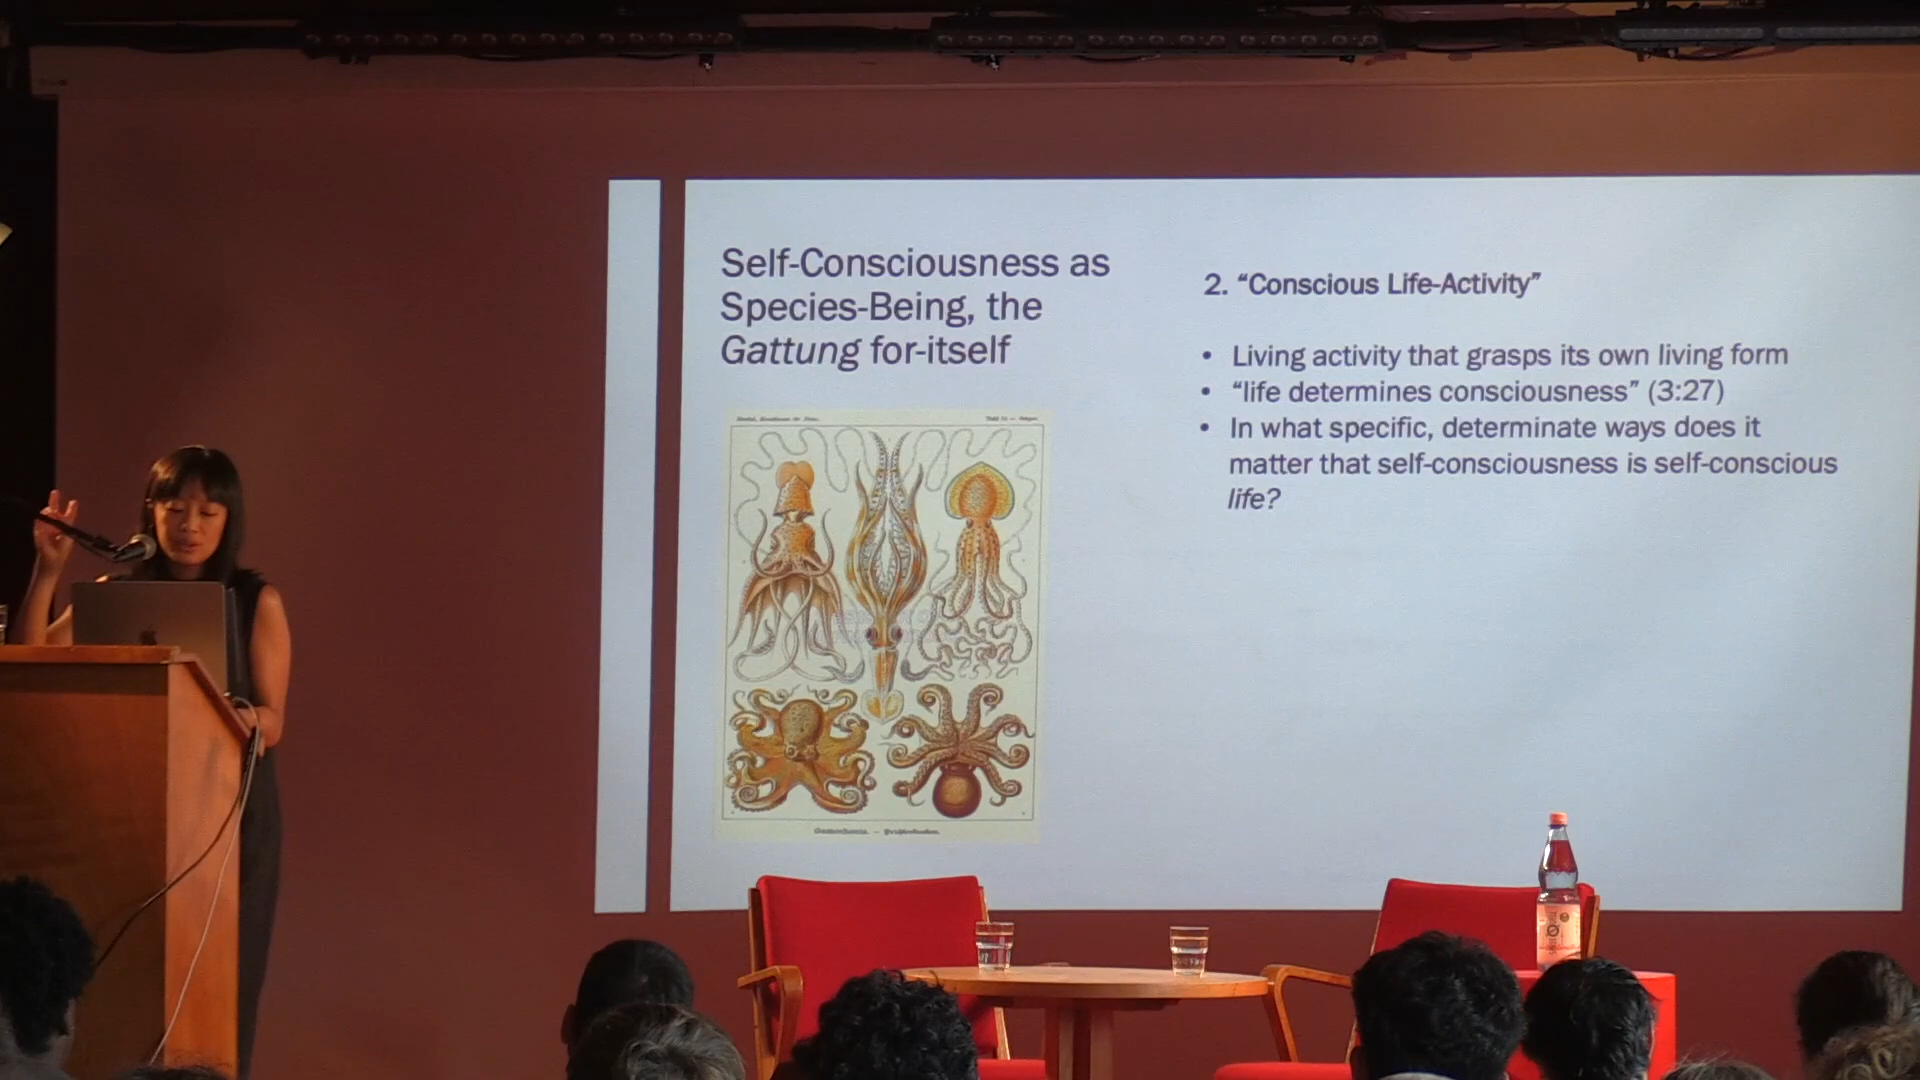 Self-Consciousness as
Species-Being, the
Gattung for-itself
2. “Conscious Life-Activity”
• Living activity that grasps its own living form
• “life determines consciousness” (3:27)
• In what specific, determinate ways does it
matter that self-consciousness is self-conscious
life?